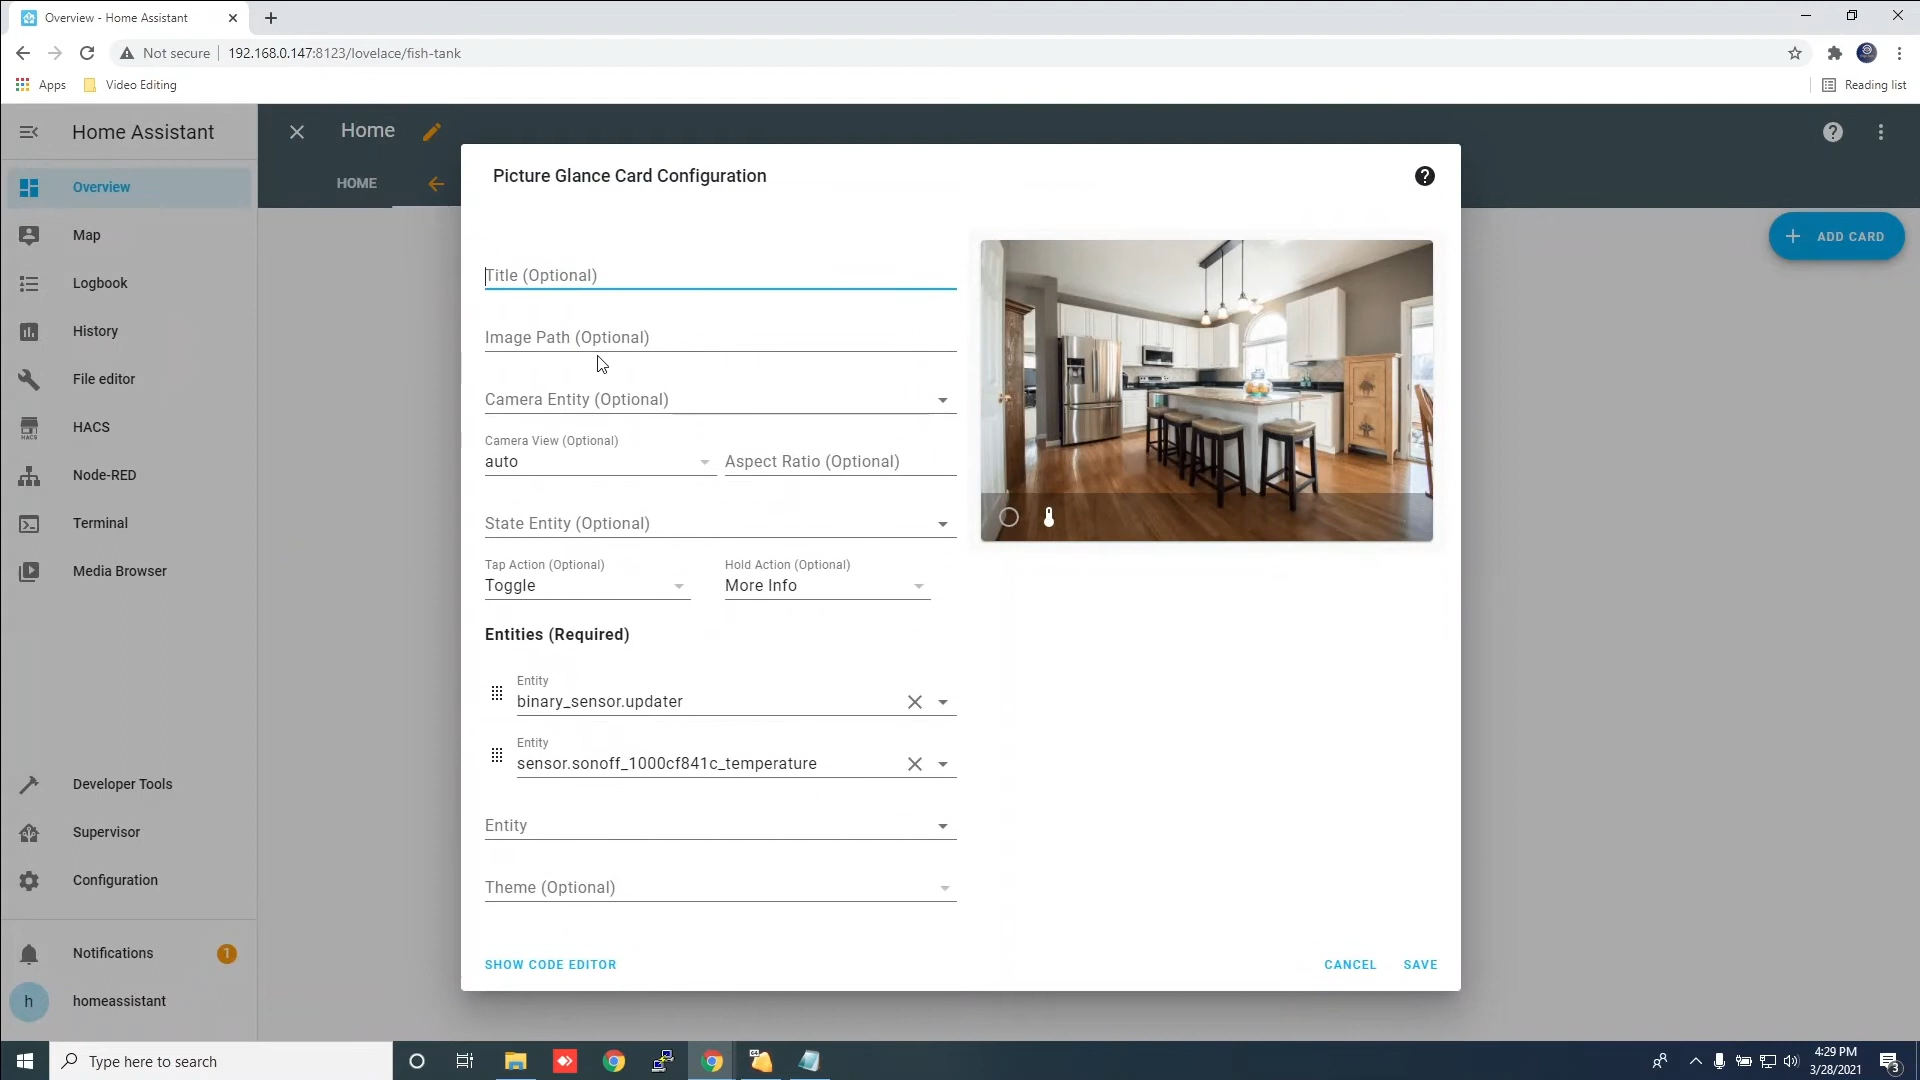 Overview - Home Assistant
Not secure
192.168.0.147:8123/lovelace/fish-tank
Apps
Video Editing
Reading list
Home Assistant
Home
HOME
Overview
Map
Logbook
History
File editor
HACS
HACS
Node-RED
Terminal
Media Browser
Developer Tools
Supervisor
Configuration
Notifications
1
h
homeassistant
ADD CARD
Picture Glance Card Configuration
Title (Optional)
Image Path (Optional)
Camera Entity (Optional)
Camera View (Optional)
auto
Aspect Ratio (Optional)
State Entity (Optional)
Tap Action (Optional)
Hold Action (Optional)
Toggle
More Info
Entities (Required)
Entity
binary_sensor.updater
Entity
sensor.sonoff_1000cf841c_temperature
Entity
Theme (Optional)
SHOW CODE EDITOR
CANCEL
SAVE
Type here to search
4:29 PM
3/28/2021
3